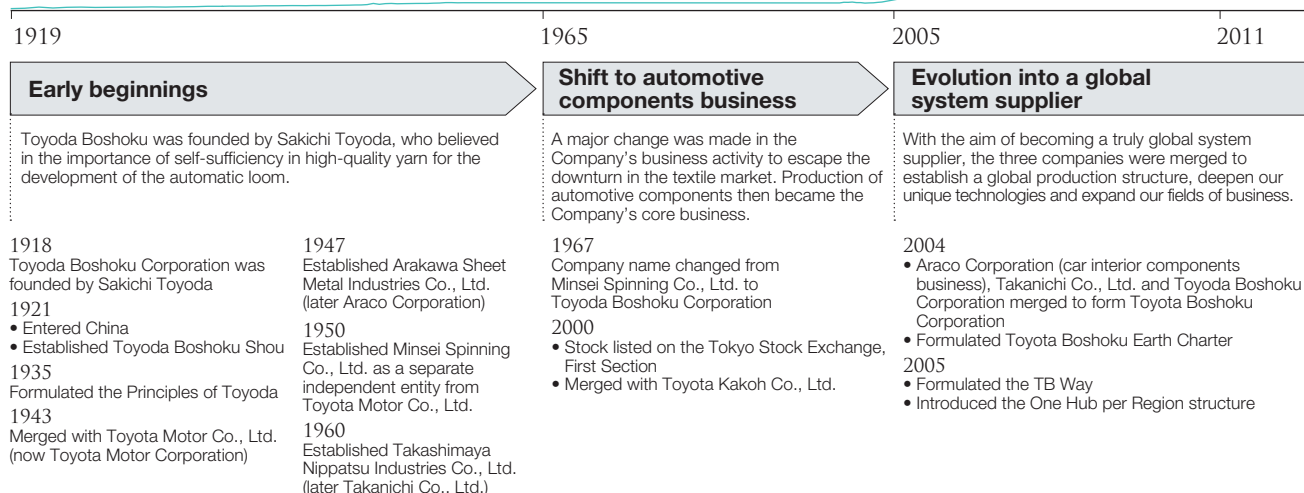 1919
1965
2005
2011
Early beginnings
Shift to automotive
components business
Evolution into a global
system supplier
Toyoda Boshoku was founded by Sakichi Toyoda, who believed
in the importance of self-sufficiency in high-quality yarn for the
development of the automatic loom.
A major change was made in the
Company’s business activity to escape the
downturn in the textile market. Production of
automotive components then became the
Company’s core business.
With the aim of becoming a truly global system
supplier, the three companies were merged to
establish a global production structure, deepen our
unique technologies and expand our fields of business.
1918
Toyoda Boshoku Corporation was
founded by Sakichi Toyoda
1921
• Entered China
• Established Toyoda Boshoku Shou
1935
Formulated the Principles of Toyoda
1943
Merged with Toyota Motor Co., Ltd.
(now Toyota Motor Corporation)
1947
Established Arakawa Sheet
Metal Industries Co., Ltd.
(later Araco Corporation)
1950
Established Minsei Spinning
Co., Ltd. as a separate
independent entity from
Toyota Motor Co., Ltd.
1960
Established Takashimaya
Nippatsu Industries Co., Ltd.
(later Takanichi Co., Ltd.)
1967
Company name changed from
Minsei Spinning Co., Ltd. to
Toyoda Boshoku Corporation
2000
• Stock listed on the Tokyo Stock Exchange,
First Section
• Merged with Toyota Kakoh Co., Ltd.
2004
• Araco Corporation (car interior components
business), Takanichi Co., Ltd. and Toyoda Boshoku
Corporation merged to form Toyota Boshoku
Corporation
• Formulated Toyota Boshoku Earth Charter
2005
• Formulated the TB Way
• Introduced the One Hub per Region structure